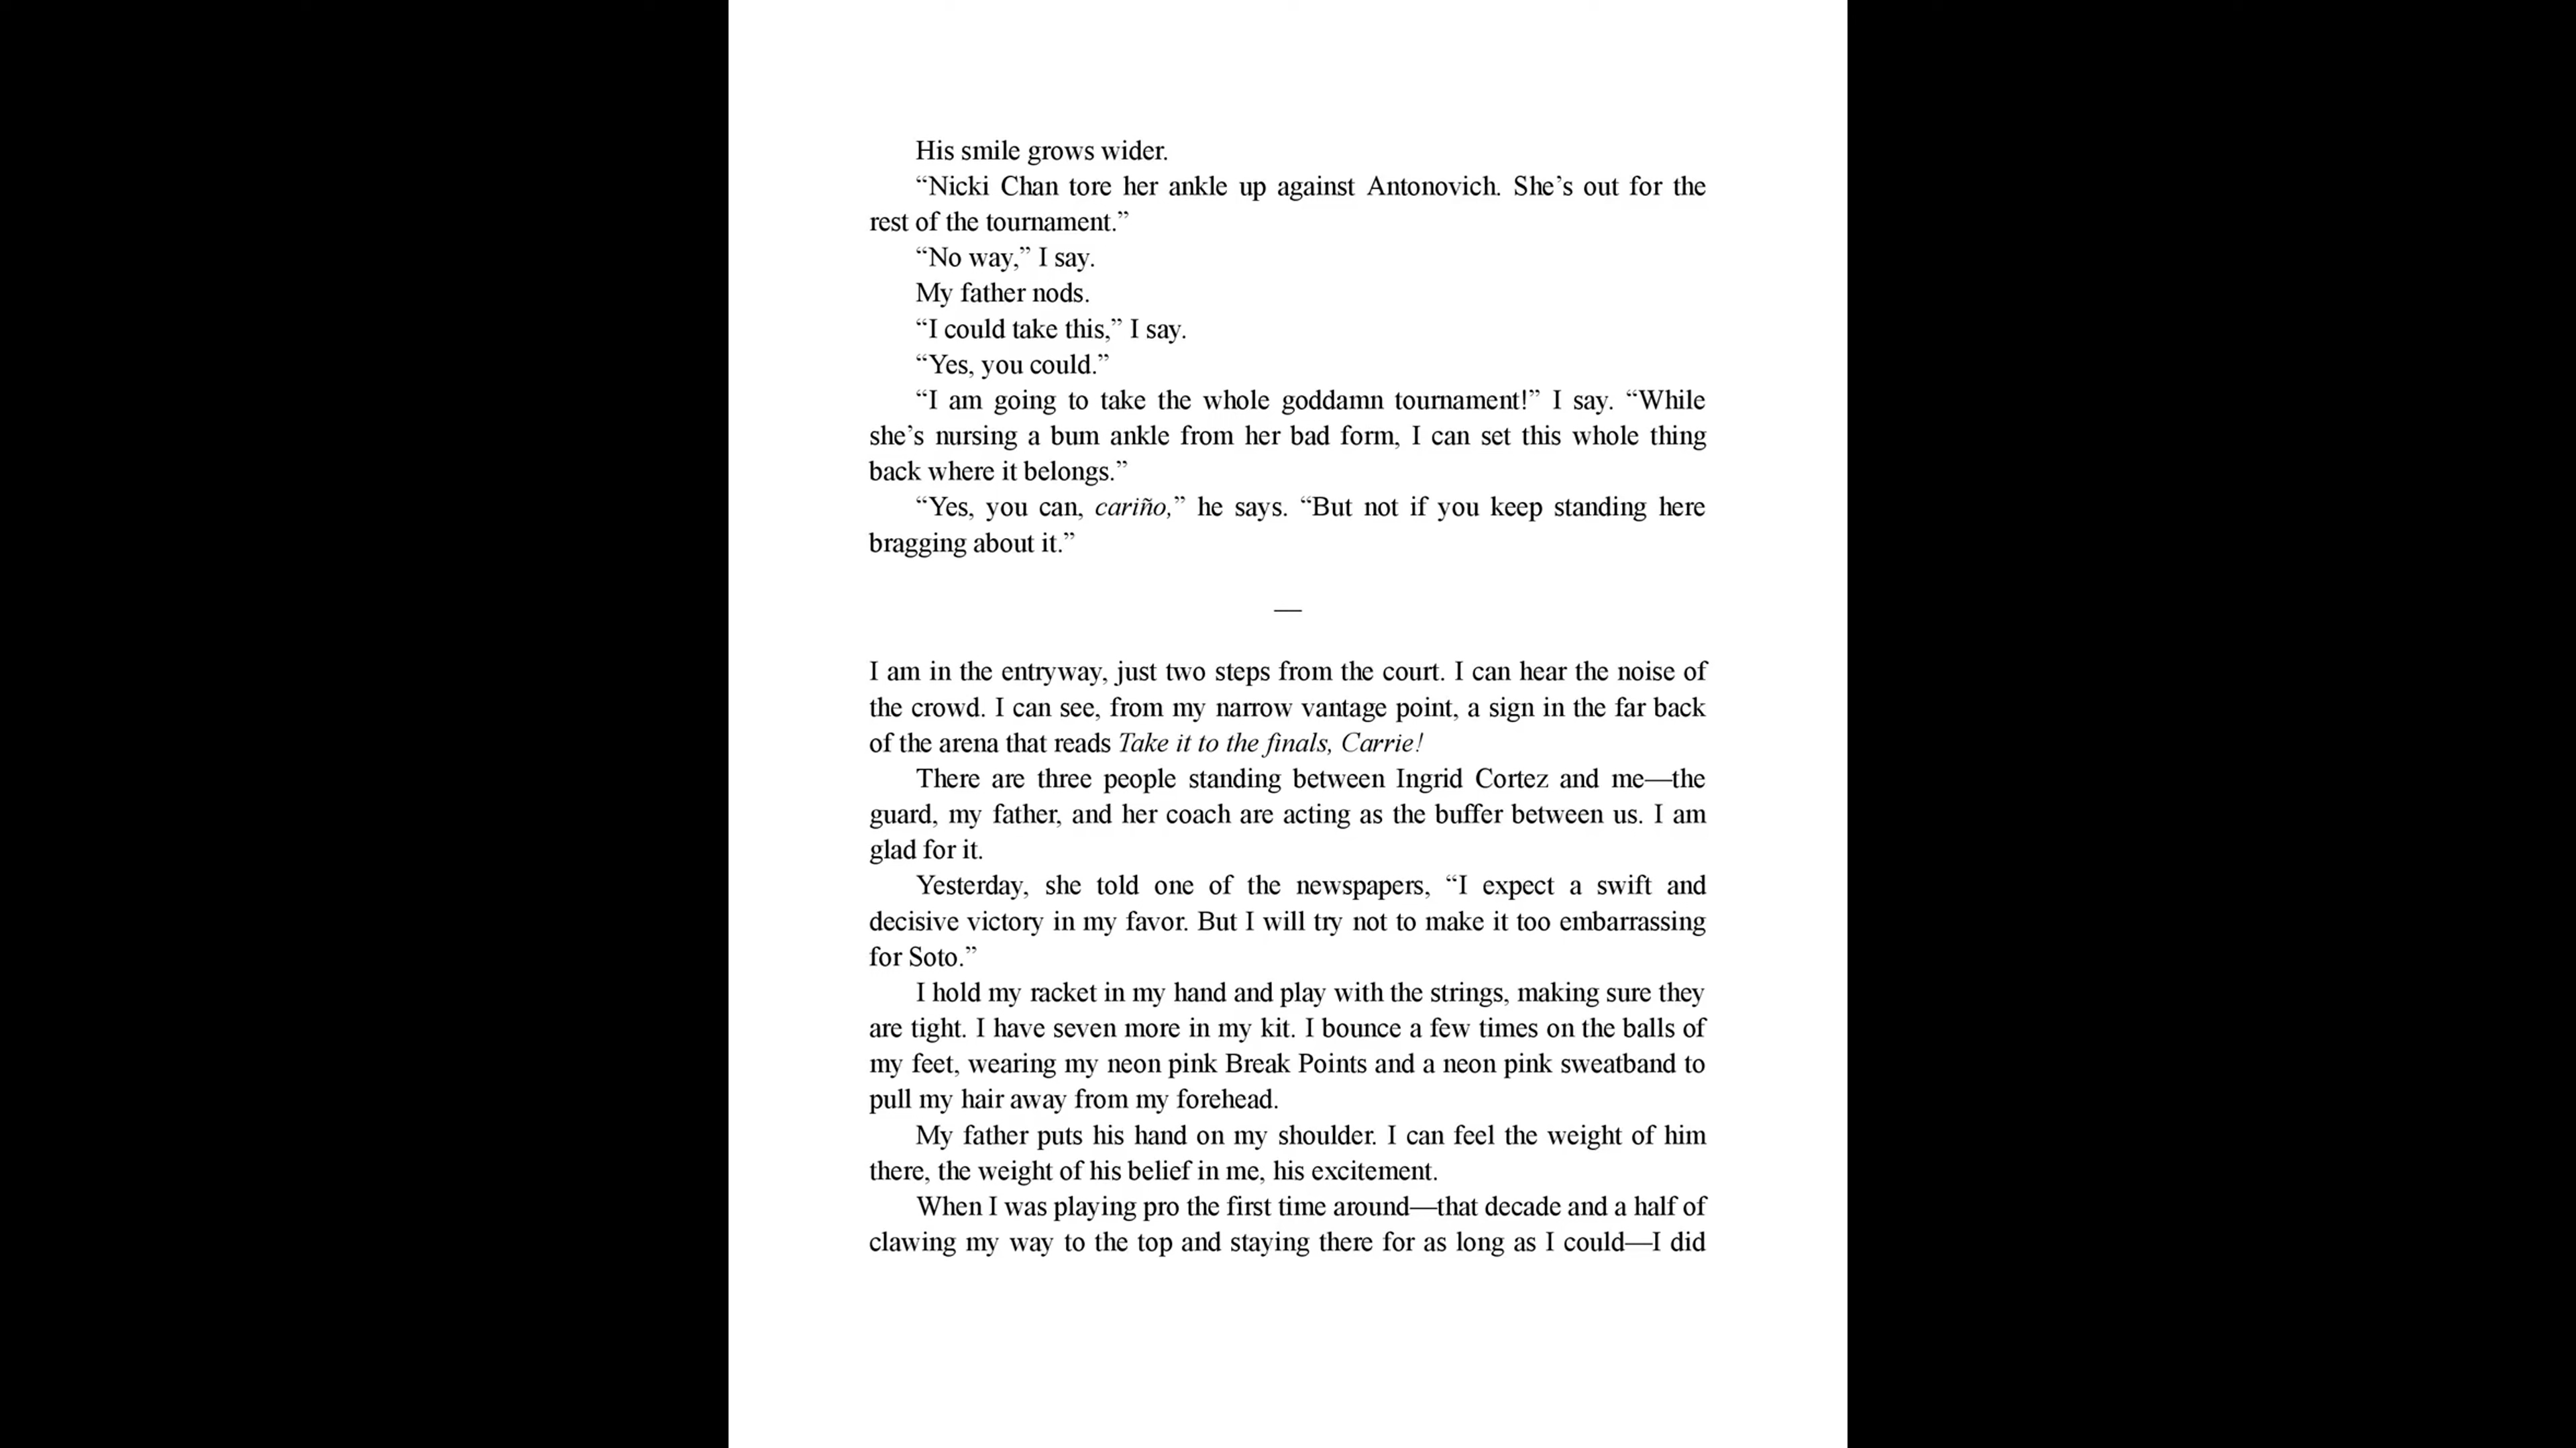 His smile grows wider.
“Nicki Chan tore her ankle up against Antonovich. She’s out for the
rest of the tournament.”
“No way,” I say.
My father nods.
“I could take this,” I say.
“Yes, you could.”
“I am going to take the whole goddamn tournament!” I say. “While
she’s nursing a bum ankle from her bad form, I can set this whole thing
back where it belongs.”
“Yes, you can, cariño,” he says. “But not if you keep standing here
bragging about it.”
—
I am in the entryway, just two steps from the court. I can hear the noise of
the crowd. I can see, from my narrow vantage point, a sign in the far back
of the arena that reads Take it to the finals, Carrie!
There are three people standing between Ingrid Cortez and me—the
guard, my father, and her coach are acting as the buffer between us. I am
glad for it.
Yesterday, she told one of the newspapers, “I expect a swift and
decisive victory in my favor. But I will try not to make it too embarrassing
for Soto.”
I hold my racket in my hand and play with the strings, making sure they
are tight. I have seven more in my kit. I bounce a few times on the balls of
my feet, wearing my neon pink Break Points and a neon pink sweatband to
pull my hair away from my forehead.
My father puts his hand on my shoulder. I can feel the weight of him
there, the weight of his belief in me, his excitement.
When I was playing pro the first time around—that decade and a half of
clawing my way to the top and staying there for as long as I could—I did